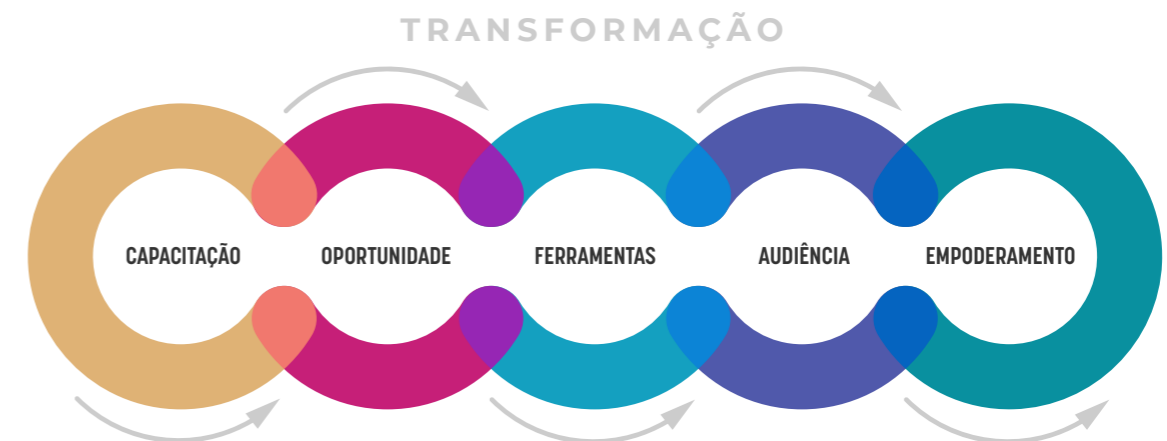 TRANSFORMAÇÃO
CAPACITAÇÃO
OPORTUNIDADE
FERRAMENTAS
AUDIÊNCIA
EMPODERAMENTO